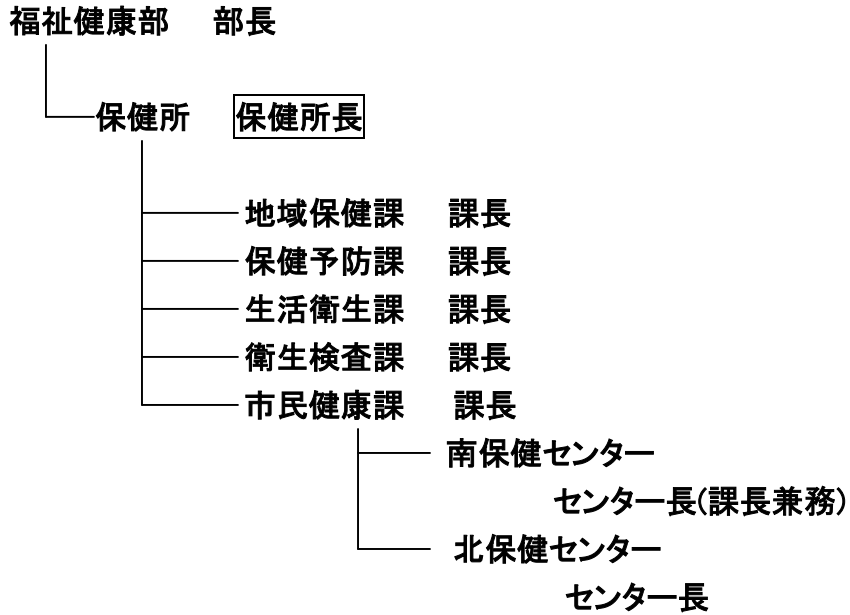 福祉健康部 部長
保健所 保健所長
地域保健課 課長
保健予防課 課長
生活衛生課 課長
衛生検査課 課長
市民健康課 課長
南保健センター
センター長(課長兼務)
北保健センター
センター長